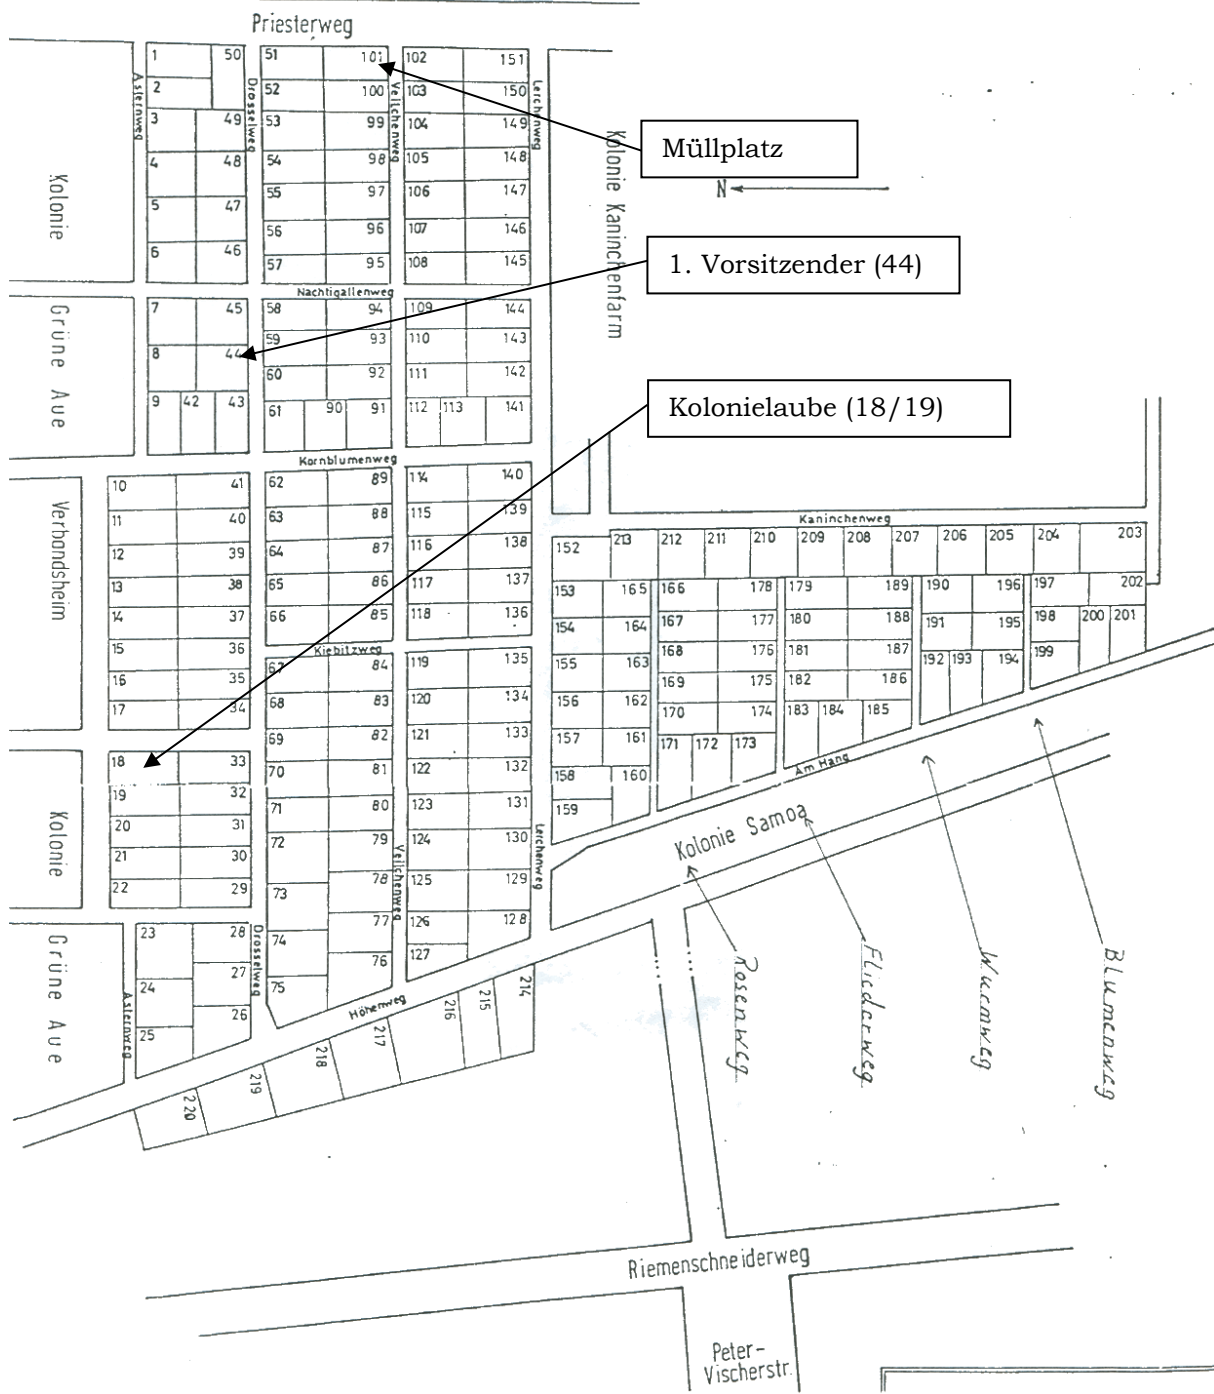 Priesterweg
1 50 51 101 102 151
2 52 100 103 150
3 49 53 99 104 149
4 48 54 98 105 148
5 47 55 97 106 147
6 46 56 96 107 146
57 95 108 145
Asternweg
Drosselweg
Veilchenweg
Lerchenweg
Kolonie
Kolonie Kaninchenfarm
Müllplatz
N
1. Vorsitzender (44)
Nachtigallenweg
7 45 58 94 109 144
59 93 110 143
8 44 60 92 111 142
9 42 43 61 90 91 112 113 141
Grüne Aue
Kolonielaube (18/19)
Kornblumenweg
10 41 62 89 114 140
11 40 63 88 115 139
12 39 64 87 116 138
13 38 65 86 117 137
14 37 66 85 118 136
Verbandsheim
Kiebitzweg
15 36 67 84 119 135
16 35 68 83 120 134
17 34 69 82 121 133
18 33 70 81 122 132
19 32 71 80 123 131
20 31 72 79 124 130
21 30 78 125 129
22 29 73 77 126 128
23 28 74 76 127
24 27 75
25 26
Kolonie
Grüne Aue
Asternweg
Drosselweg
Veilchenweg
Lerchenweg
Kaninchenweg
152 213 212 211 210 209 208 207 206 205 204 203
153 165 166 178 179 189 190 196 197 202
154 164 167 177 180 188 191 195 198 200 201
155 163 168 176 181 187 192 193 194 199
156 162 169 175 182 186
157 161 170 174 183 184 185
158 160 171 172 173
159
Am Hang
Kolonie Samoa
Höhenweg
214
215
216
217
218
219
220
Rosenweg
Fliederweg
Wurmweg
Blumenweg
Riemenschneiderweg
Peter-
Vischerstr.